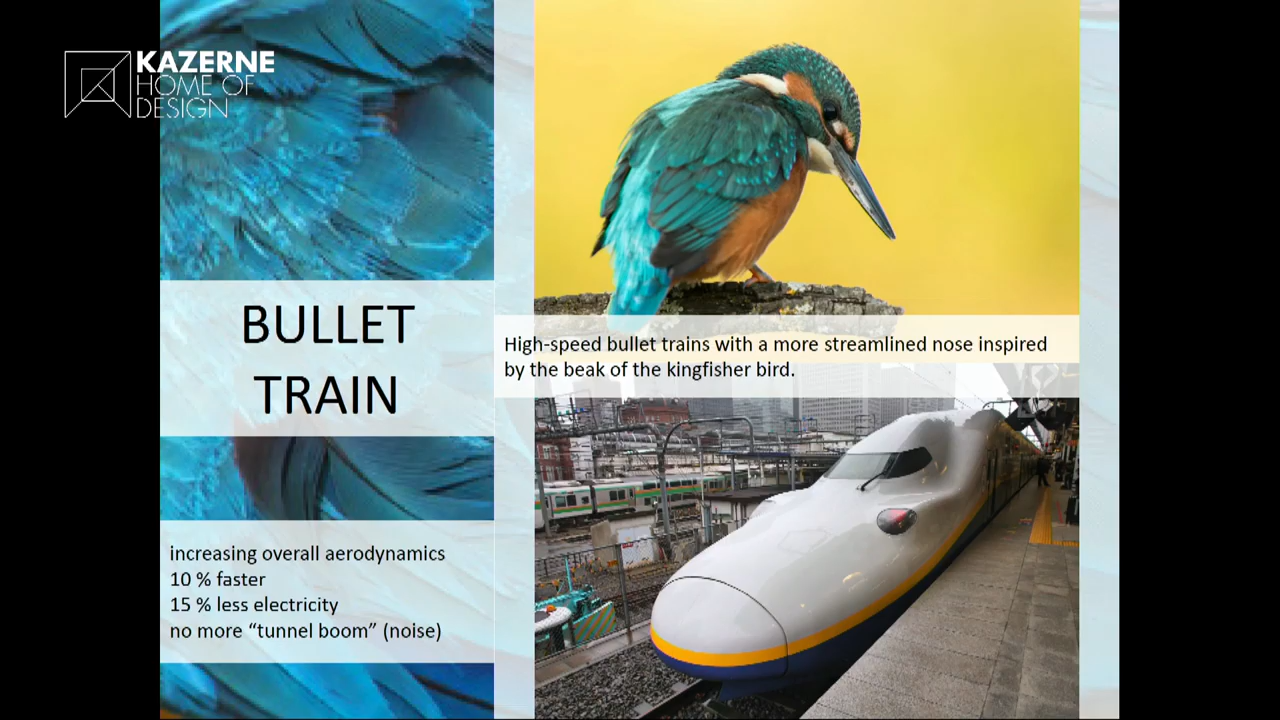 KAZERNE
HOME OF
DESIGN
BULLET
TRAIN
High-speed bullet trains with a more streamlined nose inspired
by the beak of the kingfisher bird.
increasing overall aerodynamics
10 % faster
15 % less electricity
no more “tunnel boom” (noise)